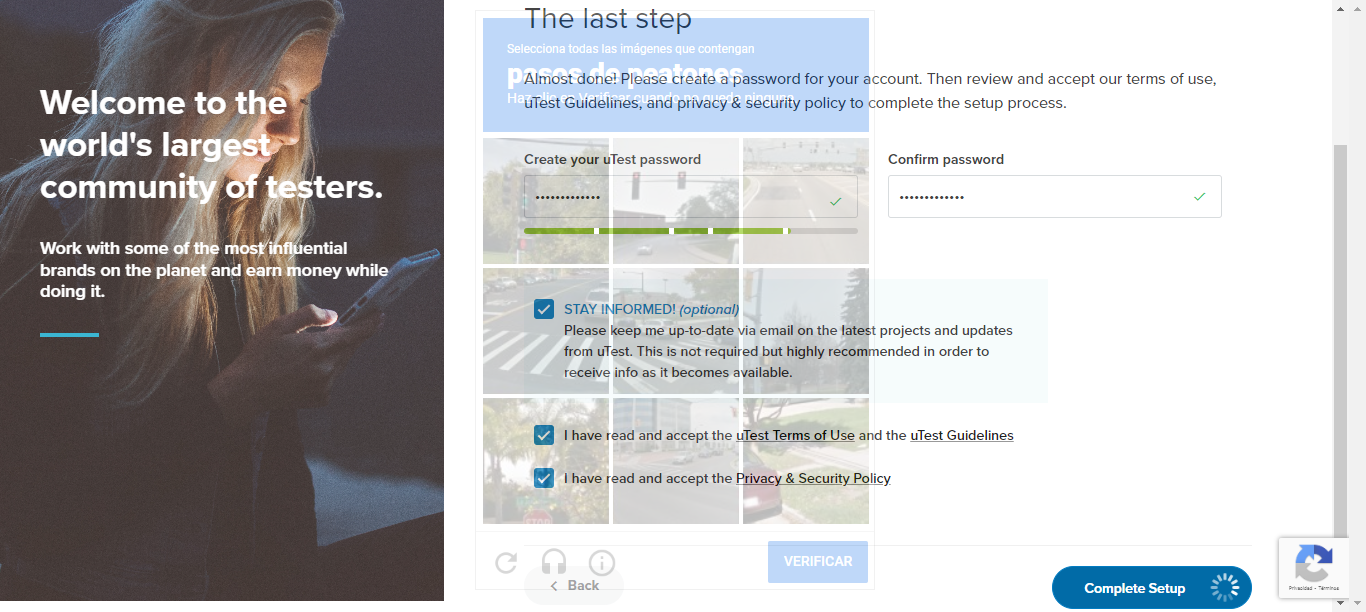 Welcome to the
world's largest
community of testers.
Work with some of the most influential
brands on the planet and earn money while
doing it.
The last step
Selecciona todas las imágenes que contengan
pasos de peatones
Haz clic en Verificar cuando no quede ninguna.
Almost done! Please create a password for your account. Then review and accept our terms of use,
uTest Guidelines, and privacy & security policy to complete the setup process.
Create your uTest password
Confirm password
STAY INFORMED! (optional)
Please keep me up-to-date via email on the latest projects and updates
from uTest. This is not required but highly recommended in order to
receive info as it becomes available.
I have read and accept the uTest Terms of Use and the uTest Guidelines
I have read and accept the Privacy & Security Policy
STOP
VERIFICAR
Back
Complete Setup
Privacidad - Términos